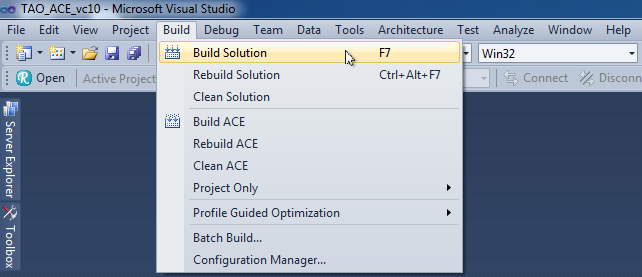 TAO_ACE_vc10 - Microsoft Visual Studio
File Edit View Project Build Debug Team Data Tools Architecture Test Analyze Window Help
Build Solution F7
Win32
Rebuild Solution Ctrl+Alt+F7
Open Active Project
Connect Disconn
Clean Solution
Build ACE
Rebuild ACE
Clean ACE
Project Only
Profile Guided Optimization
Batch Build...
Configuration Manager...
Server Explorer
Toolbox